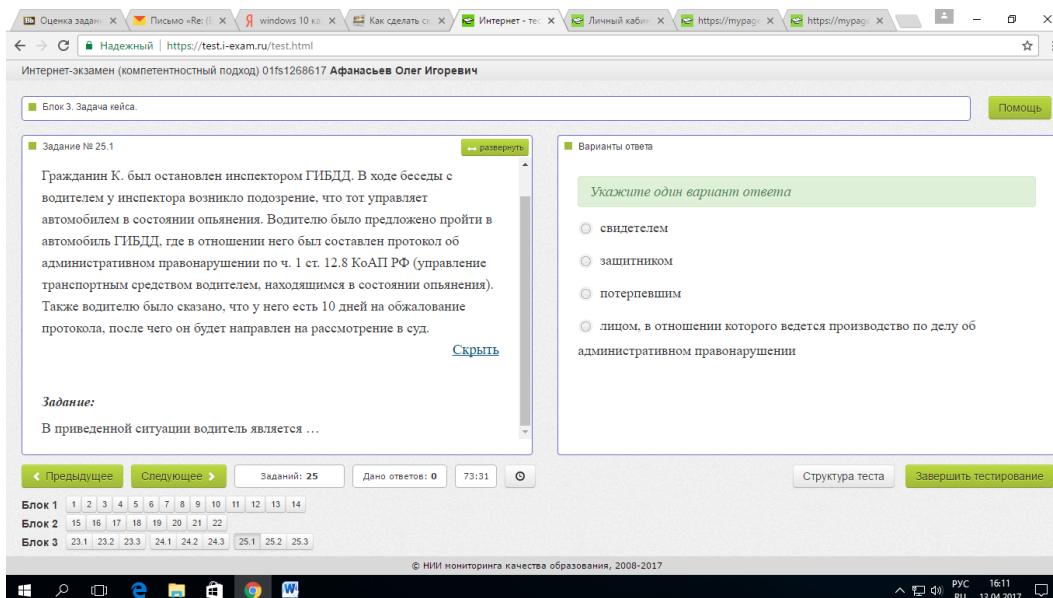 Оценка задан
Письмо «Re: (
windows 10 ка
Как сделать с
Интернет - тес
Личный кабин
https://mypag
https://mypag
Надежный | https://test.i-exam.ru/test.html
Интернет-экзамен (компетентностный подход) 01fs1268617 Афанасьев Олег Игоревич
Блок 3. Задача кейса.
Помощь
Задание № 25.1
развернуть
Гражданин К. был остановлен инспектором ГИБДД. В ходе беседы с
водителем у инспектора возникло подозрение, что тот управляет
автомобилем в состоянии опьянения. Водителю было предложено пройти в
автомобиль ГИБДД, где в отношении него был составлен протокол об
административном правонарушении по ч. 1 ст. 12.8 КоАП РФ (управление
транспортным средством водителем, находящимся в состоянии опьянения).
Также водителю было сказано, что у него есть 10 дней на обжалование
протокола, после чего он будет направлен на рассмотрение в суд.
Скрыть
Задание:
В приведенной ситуации водитель является …
Варианты ответа
Укажите один вариант ответа
свидетелем
защитником
потерпевшим
лицом, в отношении которого ведется производство по делу об
административном правонарушении
Предыдущее
Следующее
Заданий: 25
Дано ответов: 0
73:31
Структура теста
Завершить тестирование
Блок 1 1 2 3 4 5 6 7 8 9 10 11 12 13 14
Блок 2 15 16 17 18 19 20 21 22
Блок 3 23.1 23.2 23.3 24.1 24.2 24.3 25.1 25.2 25.3
© НИИ мониторинга качества образования, 2008-2017
РУС 16:11
RU 13.04.2017